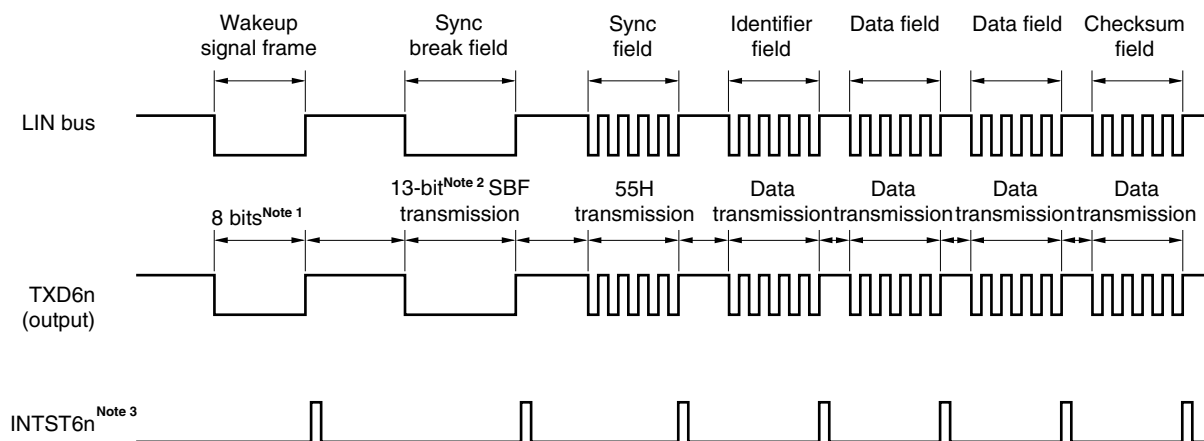 Wakeup
signal frame
Sync
break field
Sync
field
Identifier
field
Data field
Data field
Checksum
field
LIN bus
8 bitsNote 1
13-bitNote 2 SBF
transmission
55H
transmission
Data
transmission
Data
transmission
Data
transmission
Data
transmission
TXD6n
(output)
INTST6nNote 3